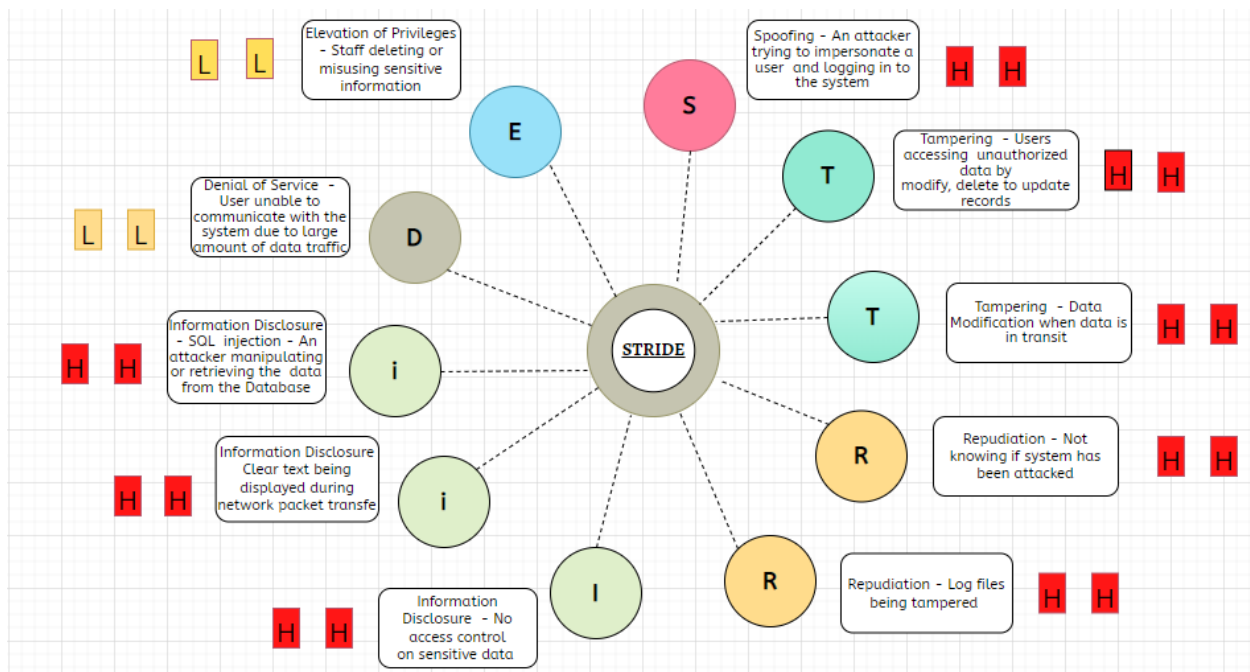 Elevation of Privileges
- Staff deleting or
misusing sensitive
information
L L
E
Spoofing - An attacker
trying to impersonate a
user and logging in to
the system
H H
S
Tampering - Users
accessing unauthorized
data by
modify, delete to update
records
H H
T
Denial of Service -
User unable to
communicate with the
system due to large
amount of data traffic
L L
D
Tampering - Data
Modification when data is
in transit
H H
T
STRIDE
Information Disclosure
- SQL injection - An
attacker manipulating
or retrieving the data
from the Database
H H
i
Repudiation - Not
knowing if system has
been attacked
H H
R
Information Disclosure
Clear text being
displayed during
network packet transfe
H H
i
Repudiation - Log files
being tampered
H H
R
Information
Disclosure - No
access control
on sensitive data
H H
I